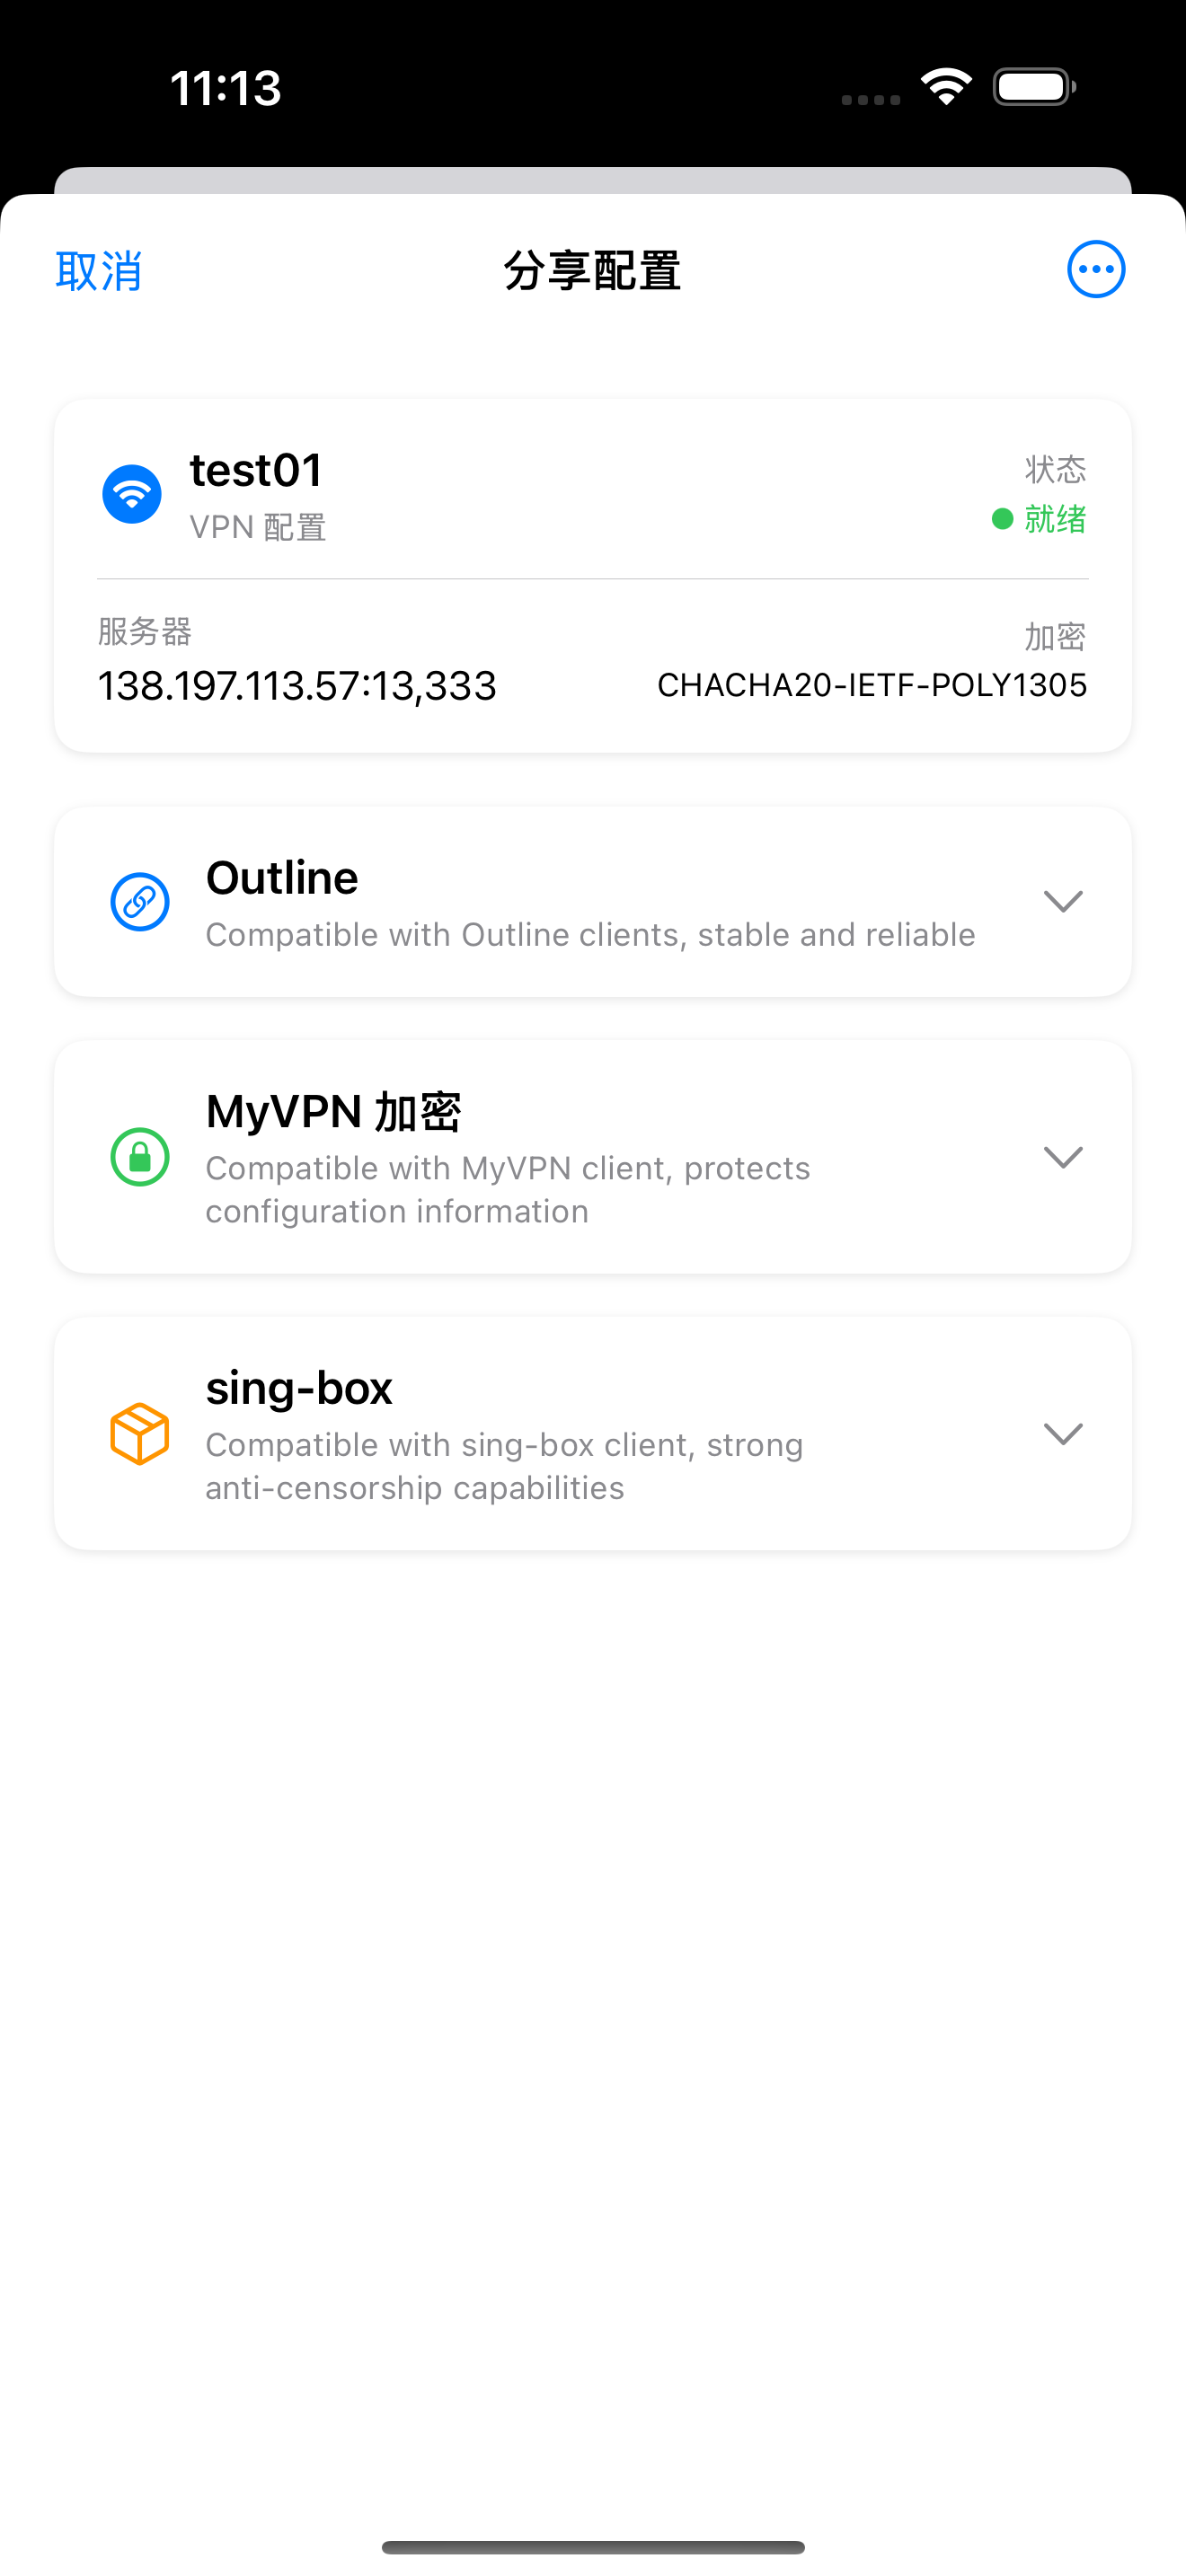 11:13
取消
分享配置
test01
VPN 配置
状态
就绪
服务器
138.197.113.57:13,333
加密
CHACHA20-IETF-POLY1305
Outline
Compatible with Outline clients, stable and reliable
MyVPN 加密
Compatible with MyVPN client, protects
configuration information
sing-box
Compatible with sing-box client, strong
anti-censorship capabilities